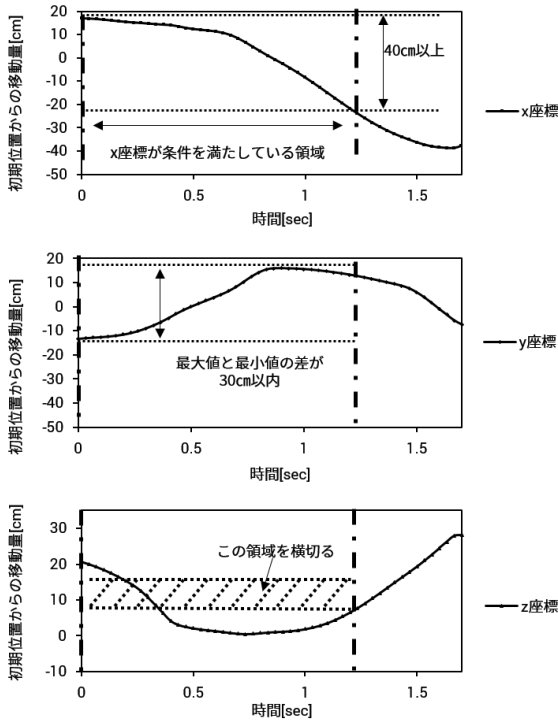 初期位置からの移動量[cm]
20
10
0
-10
-20
-30
-40
-50
40㎝以上
x座標が条件を満たしている領域
x座標
0
0.5
1
1.5
時間[sec]
初期位置からの移動量[cm]
20
10
0
-10
-20
-30
-40
-50
最大値と最小値の差が
30㎝以内
y座標
0
0.5
1
1.5
時間[sec]
初期位置からの移動量[cm]
30
20
10
0
-10
この領域を横切る
z座標
0
0.5
1
1.5
時間[sec]